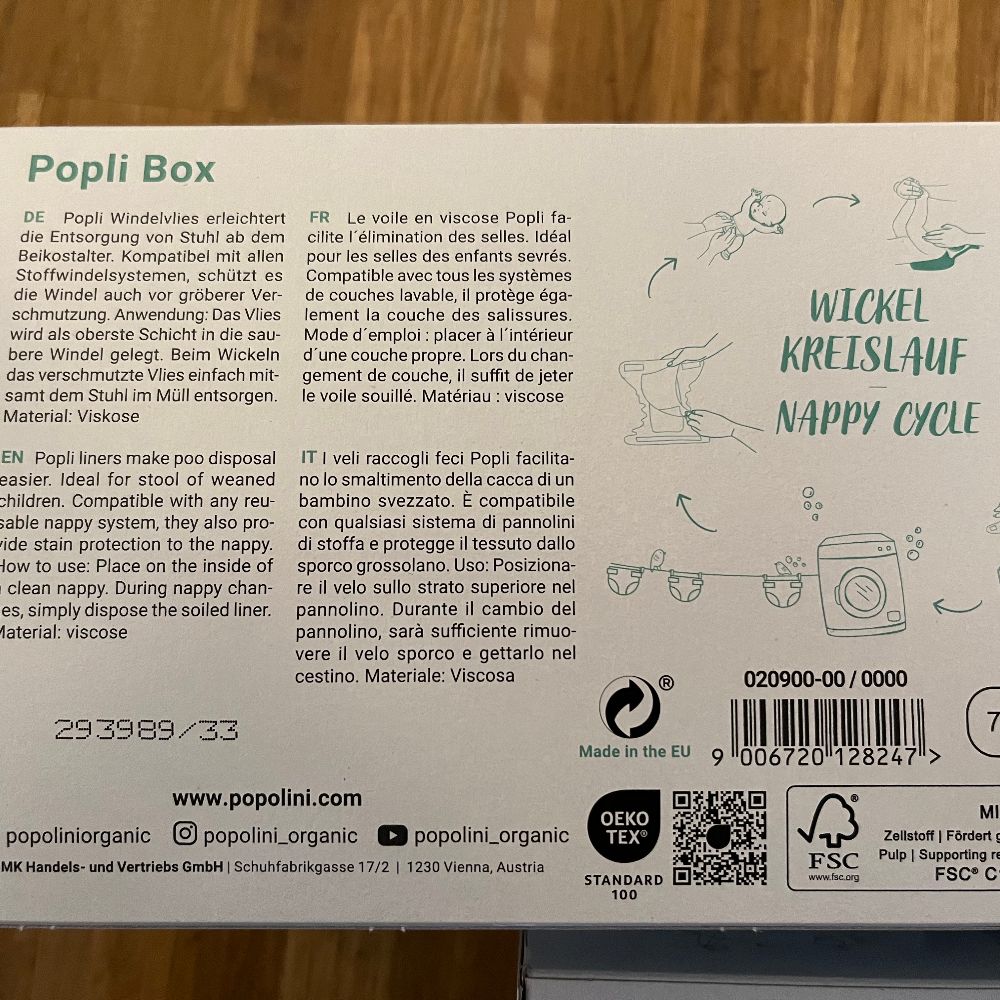 Popli Box
DE Popli Windelvlies erleichtert
die Entsorgung von Stuhl ab dem
Beikostalter. Kompatibel mit allen
Stoffwindelsystemen, schützt es
die Windel auch vor gröberer Ver-
schmutzung. Anwendung: Das Vlies
wird als oberste Schicht in die sau-
bere Windel gelegt. Beim Wickeln
das verschmutzte Vlies einfach mit-
samt dem Stuhl im Müll entsorgen.
Material: Viskose
FR Le voile en viscose Popli fa-
cilite l´élimination des selles. Idéal
pour les selles des enfants sevrés.
Compatible avec tous les systèmes
de couches lavable, il protège éga-
lement la couche des salissures.
Mode d´emploi : placer à l´intérieur
d´une couche propre. Lors du chan-
gement de couche, il suffit de jeter
le voile souillé. Matériau : viscose
EN Popli liners make poo disposal
easier. Ideal for stool of weaned
children. Compatible with any reu-
sable nappy system, they also pro-
vide stain protection to the nappy.
How to use: Place on the inside of
clean nappy. During nappy chan-
es, simply dispose the soiled liner.
Material: viscose
IT I veli raccogli feci Popli facilita-
no lo smaltimento della cacca di un
bambino svezzato. È compatibile
con qualsiasi sistema di pannolini
di stoffa e protegge il tessuto dallo
sporco grossolano. Uso: Posiziona-
re il velo sullo strato superiore nel
pannolino. Durante il cambio del
pannolino, sarà sufficiente rimuo-
vere il velo sporco e gettarlo nel
cestino. Materiale: Viscosa
WICKEL
KREISLAUF
NAPPY CYCLE
293989/33
®
Made in the EU
020900-00 / 0000
9 006720 128247 >
7
www.popolini.com
popoliniorganic popolini_organic popolini_organic
MK Handels- und Vertriebs GmbH | Schuhfabrikgasse 17/2 | 1230 Vienna, Austria
OEKO
TEX®
STANDARD
100
FSC
®
www.fsc.org
MI
Zellstoff | Fördert
Pulp | Supporting
FSC® C